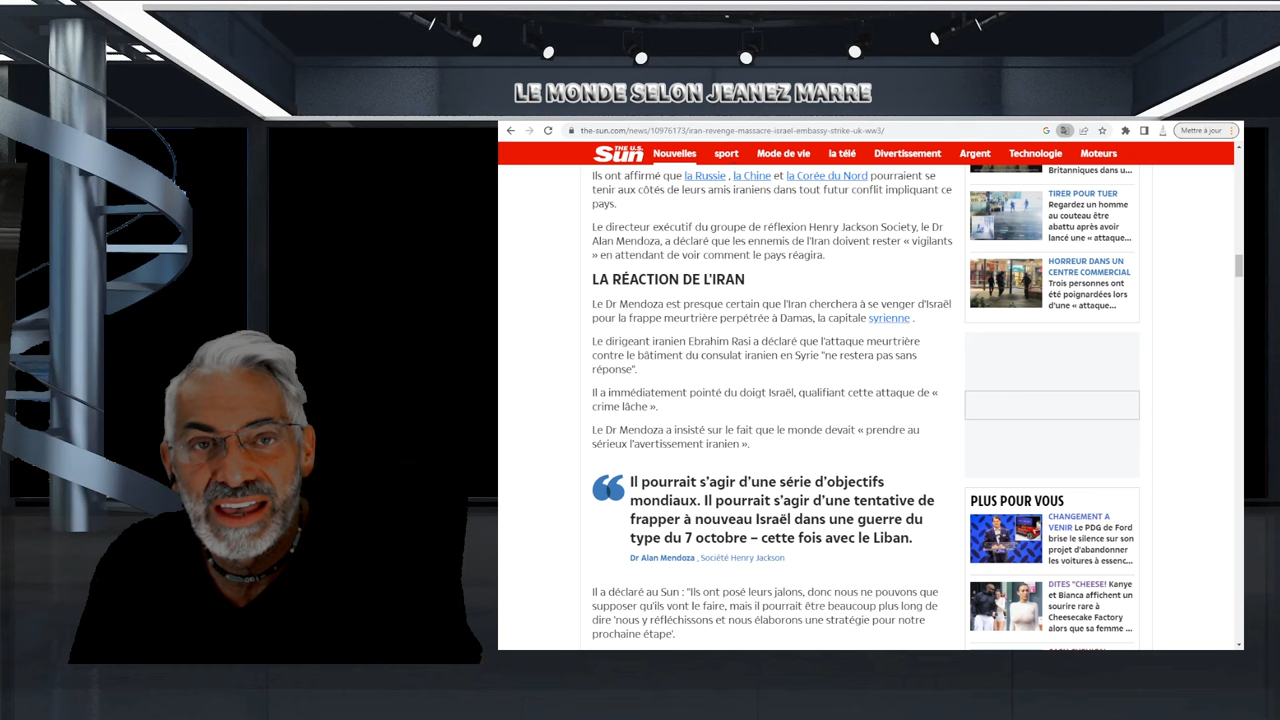 LE MONDE SELON JEANEZ MARRE
the-sun.com/news/10976173/iran-revenge-massacre-israel-embassy-strike-uk-ww3/
Mettre à jour
THE U.S. Sun
Nouvelles
sport
Mode de vie
la télé
Divertissement
Argent
Technologie
Moteurs
Ils ont affirmé que la Russie , la Chine et la Corée du Nord pourraient se
tenir aux côtés de leurs amis iraniens dans tout futur conflit impliquant ce
pays.
Le directeur exécutif du groupe de réflexion Henry Jackson Society, le Dr
Alan Mendoza, a déclaré que les ennemis de l'Iran doivent rester « vigilants
» en attendant de voir comment le pays réagira.
LA RÉACTION DE L'IRAN
Le Dr Mendoza est presque certain que l'Iran cherchera à se venger d'Israël
pour la frappe meurtrière perpétrée à Damas, la capitale syrienne .
Le dirigeant iranien Ebrahim Rasi a déclaré que l'attaque meurtrière
contre le bâtiment du consulat iranien en Syrie "ne restera pas sans
réponse".
Il a immédiatement pointé du doigt Israël, qualifiant cette attaque de «
crime lâche ».
Le Dr Mendoza a insisté sur le fait que le monde devait « prendre au
sérieux l'avertissement iranien ».
Il pourrait s'agir d'une série d'objectifs
mondiaux. Il pourrait s'agir d'une tentative de
frapper à nouveau Israël dans une guerre du
type du 7 octobre – cette fois avec le Liban.
Dr Alan Mendoza , Société Henry Jackson
Il a déclaré au Sun : "Ils ont posé leurs jalons, donc nous ne pouvons que
supposer qu'ils vont le faire, mais il pourrait être beaucoup plus long de
dire 'nous y réfléchissons et nous élaborons une stratégie pour notre
prochaine étape'.
Britanniques dans u...
TIRER POUR TUER
Regardez un homme
au couteau être
abattu après avoir
lancé une « attaque...
HORREUR DANS UN
CENTRE COMMERCIAL
Trois personnes ont
été poignardées lors
d'une « attaque...
PLUS POUR VOUS
CHANGEMENT A
VENIR Le PDG de Ford
brise le silence sur son
projet d'abandonner
les voitures à essenc...
DITES "CHEESE! Kanye
et Bianca affichent un
sourire rare à
Cheesecake Factory
alors que sa femme ...